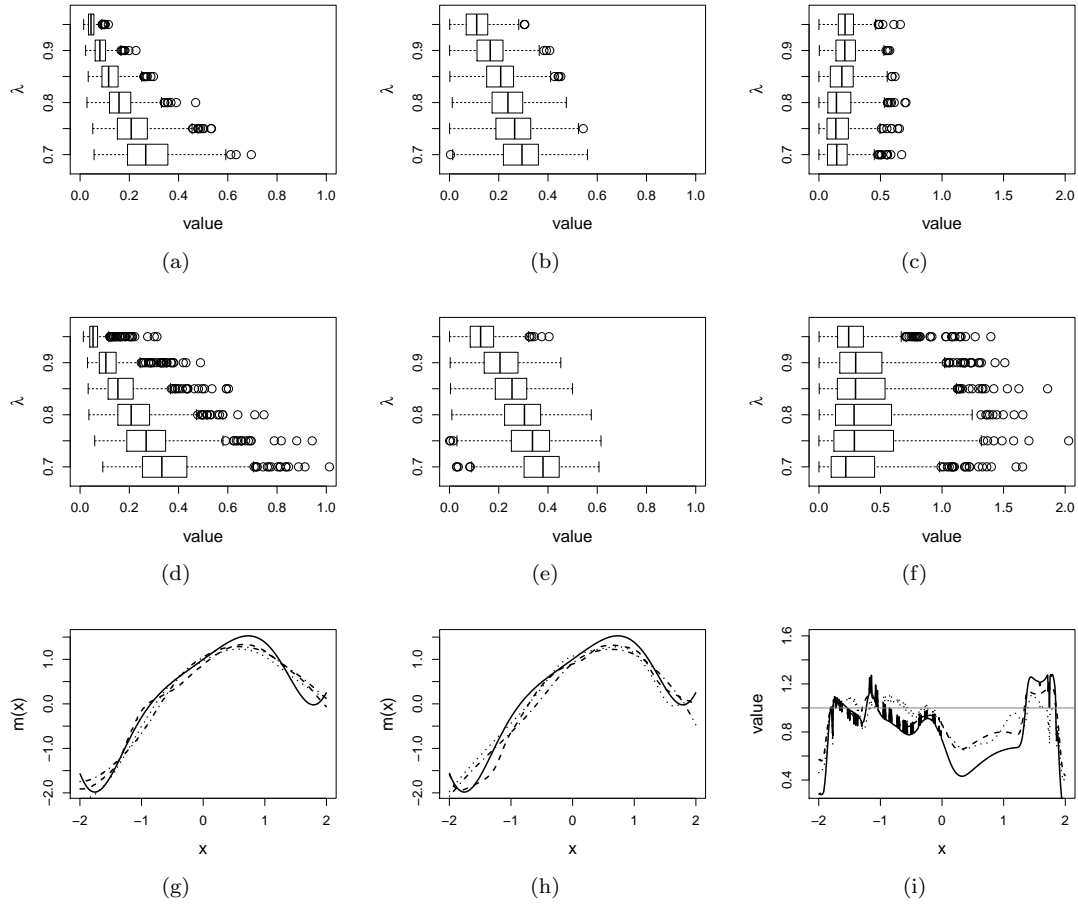 λ
0.7 0.8 0.9
0.0 0.2 0.4 0.6 0.8 1.0
value
(a)
λ
0.7 0.8 0.9
0.0 0.2 0.4 0.6 0.8 1.0
value
(b)
λ
0.7 0.8 0.9
0.0 0.5 1.0 1.5 2.0
value
(c)
λ
0.7 0.8 0.9
0.0 0.2 0.4 0.6 0.8 1.0
value
(d)
λ
0.7 0.8 0.9
0.0 0.2 0.4 0.6 0.8 1.0
value
(e)
λ
0.7 0.8 0.9
0.0 0.5 1.0 1.5 2.0
value
(f)
m(x)
−2.0 −1.0 0.0 1.0
−2 −1 0 1 2
x
(g)
m(x)
−2.0 −1.0 0.0 1.0
−2 −1 0 1 2
x
(h)
value
0.4 0.8 1.2 1.6
−2 −1 0 1 2
x
(i)